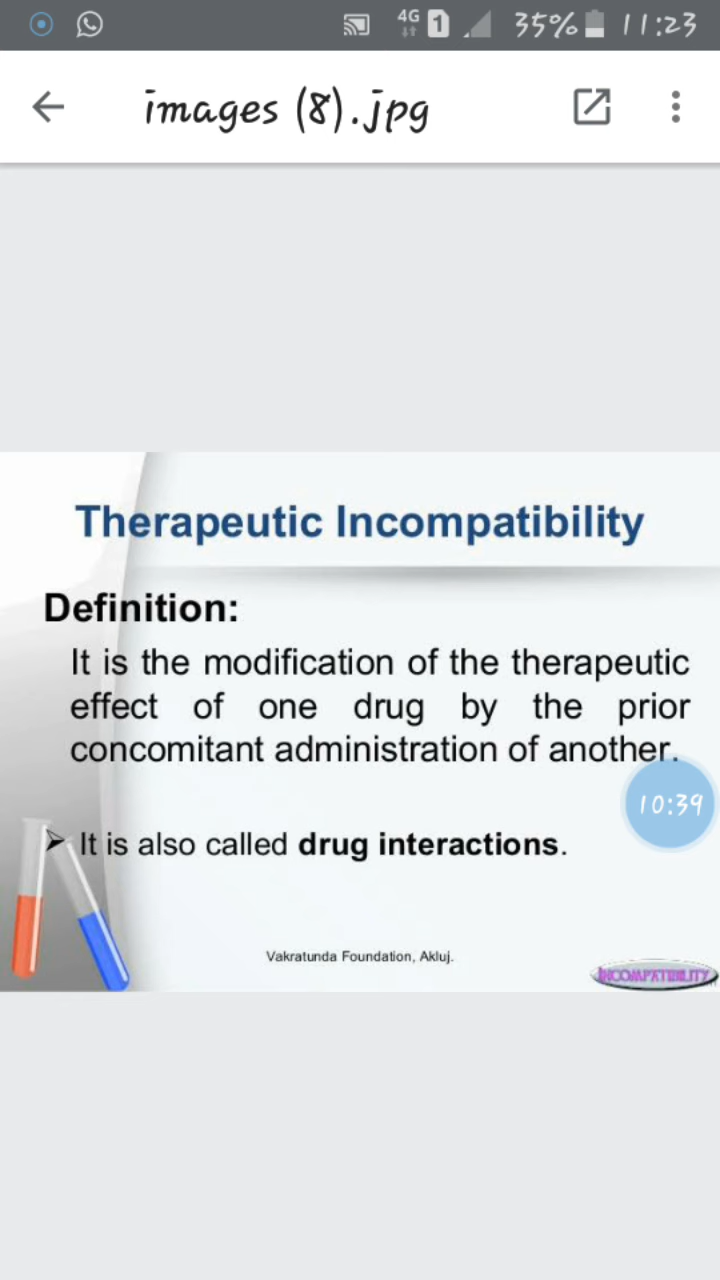 4G 1 35% 11:23
images (8).jpg
Therapeutic Incompatibility
Definition:
It is the modification of the therapeutic
effect of one drug by the prior
concomitant administration of another.
10:39
➢ It is also called drug interactions.
Vakratunda Foundation, Akluj.
INCOMPATIBILITY